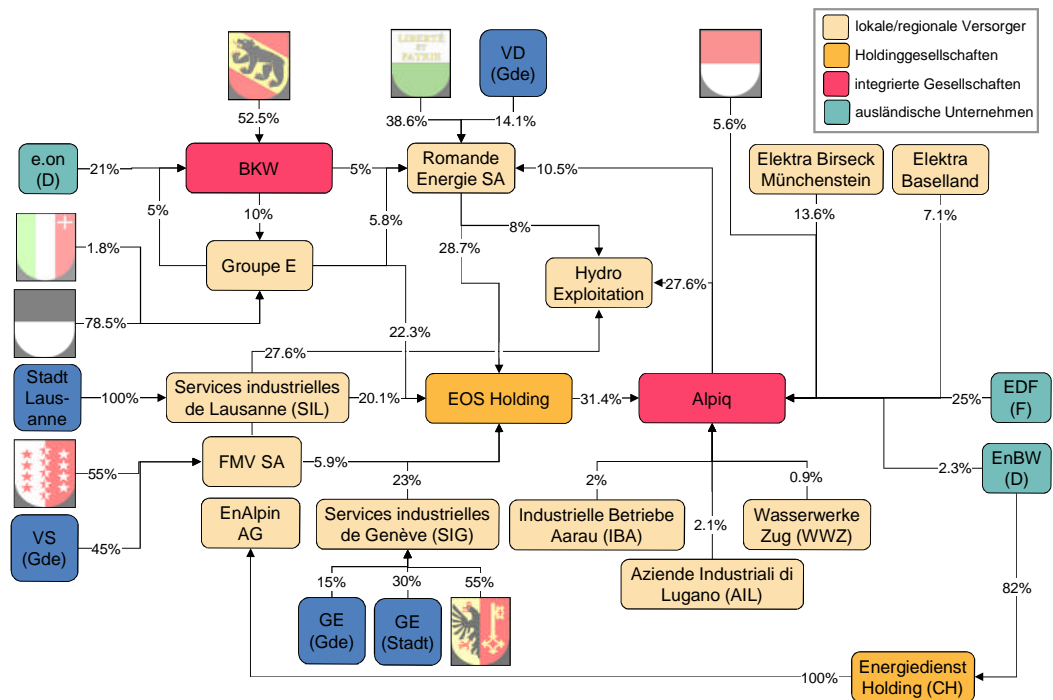 lokale/regionale Versorger
Holdinggesellschaften
integrierte Gesellschaften
ausländische Unternehmen
LIBERTÉ
ET
PATRIE
VD
(Gde)
52.5%
38.6%
14.1%
5.6%
e.on
(D)
21%
BKW
5%
Romande
Energie SA
10.5%
Elektra Birseck
Münchenstein
Elektra
Baselland
5%
10%
5.8%
8%
13.6%
7.1%
1.8%
Groupe E
28.7%
Hydro
Exploitation
27.6%
78.5%
22.3%
27.6%
Stadt
Laus-
anne
100%
Services industrielles
de Lausanne (SIL)
20.1%
EOS Holding
31.4%
Alpiq
25%
EDF
(F)
55%
FMV SA
5.9%
2.3%
EnBW
(D)
23%
2%
0.9%
VS
(Gde)
45%
EnAlpin
AG
Services industrielles
de Genève (SIG)
Industrielle Betriebe
Aarau (IBA)
2.1%
Wasserwerke
Zug (WWZ)
15%
30%
55%
Aziende Industriali di
Lugano (AIL)
82%
GE
(Gde)
GE
(Stadt)
100%
Energiedienst
Holding (CH)